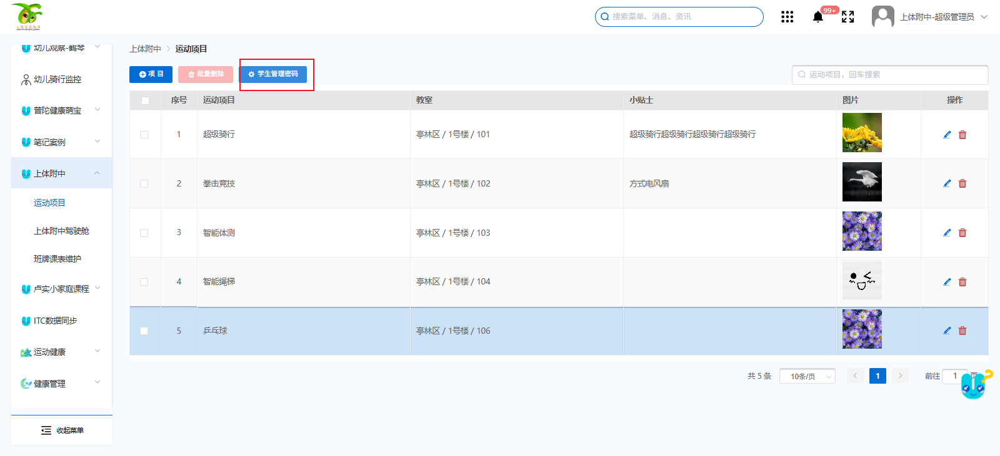 搜索菜单、消息、资讯
99+
上体附中-超级管理员
幼儿观察-鹤琴
幼儿骑行监控
普陀健康萌宝
笔记案例
上体附中
运动项目
上体附中驾驶舱
班牌课表维护
卢实小家庭课程
ITC数据同步
运动健康
健康管理
收起菜单
上体附中 > 运动项目
项 目 批量删除 学生管理密码
运动项目，回车搜索
序号 运动项目 教室 小贴士 图片 操作
1 超级骑行 亭林区 / 1号楼 / 101 超级骑行超级骑行超级骑行超级骑行
2 拳击竞技 亭林区 / 1号楼 / 102 方式电风扇
3 智能体测 亭林区 / 1号楼 / 103
4 智能绳梯 亭林区 / 1号楼 / 104
5 乒乓球 亭林区 / 1号楼 / 106
共 5 条 10条/页 1 前往 1 页